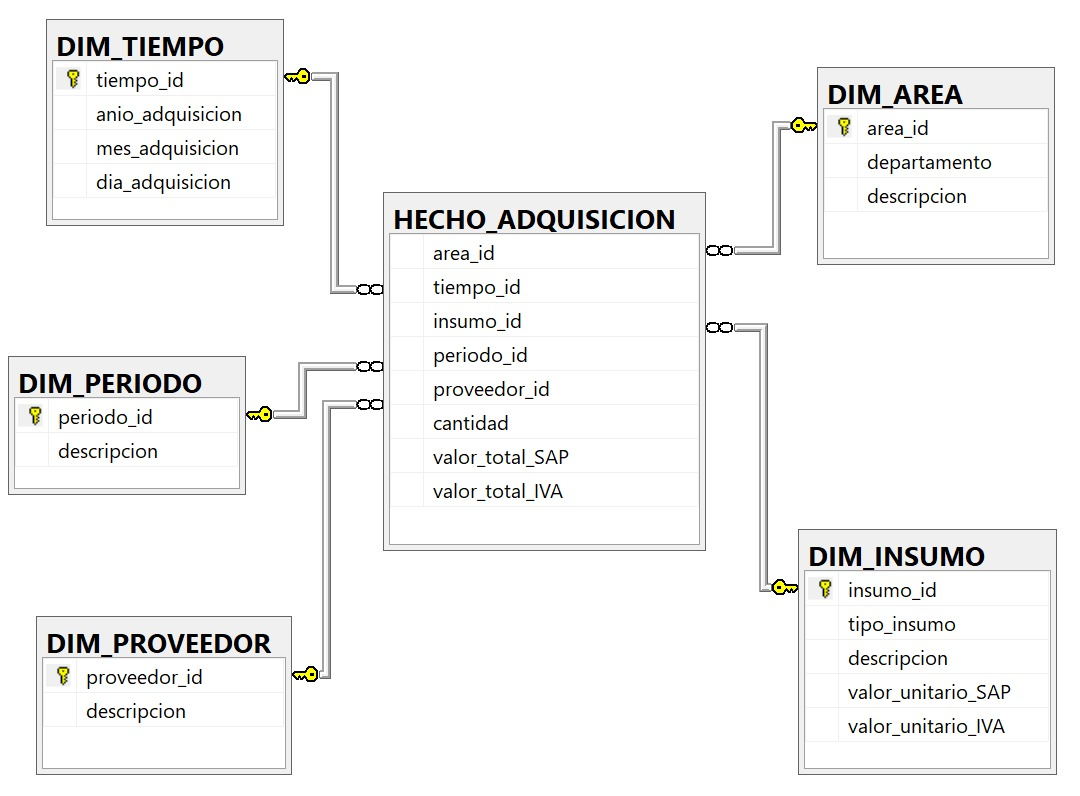 DIM_TIEMPO
tiempo_id
anio_adquisicion
mes_adquisicion
dia_adquisicion
DIM_AREA
area_id
departamento
descripcion
HECHO_ADQUISICION
area_id
tiempo_id
insumo_id
periodo_id
proveedor_id
cantidad
valor_total_SAP
valor_total_IVA
DIM_PERIODO
periodo_id
descripcion
DIM_INSUMO
insumo_id
tipo_insumo
descripcion
valor_unitario_SAP
valor_unitario_IVA
DIM_PROVEEDOR
proveedor_id
descripcion